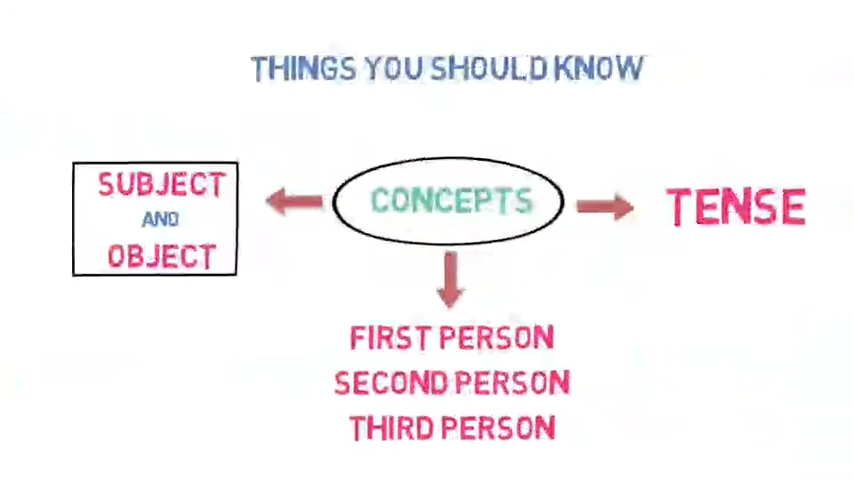 THINGS YOU SHOULD KNOW
SUBJECT
AND
OBJECT
CONCEPTS
TENSE
FIRST PERSON
SECOND PERSON
THIRD PERSON